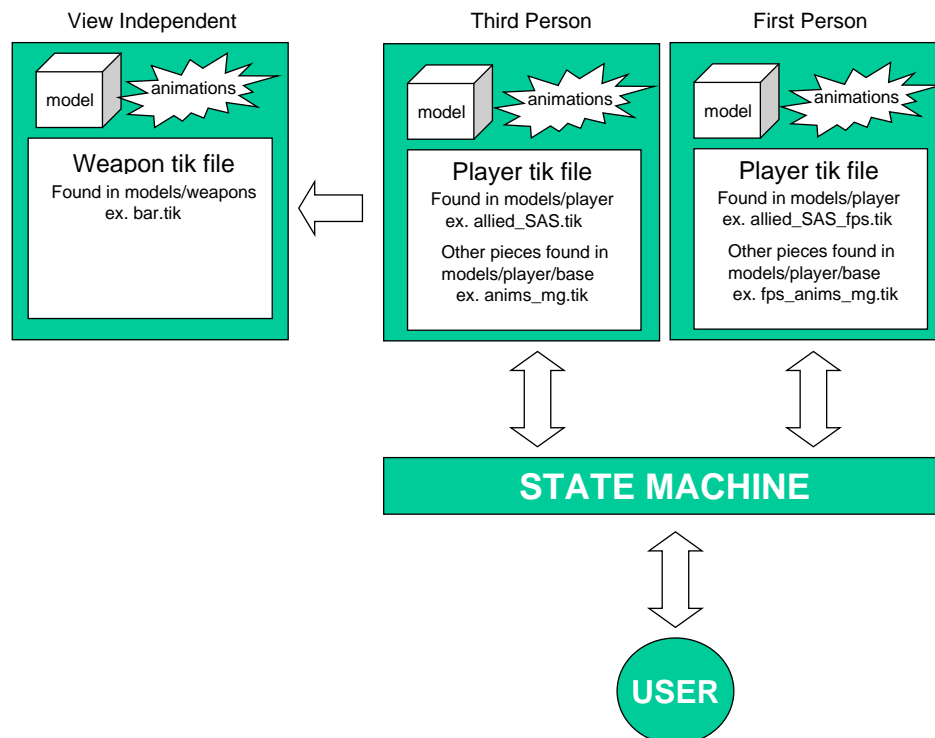 View Independent
model
animations
Weapon tik file
Found in models/weapons
ex. bar.tik
Third Person
model
animations
Player tik file
Found in models/player
ex. allied_SAS.tik
Other pieces found in
models/player/base
ex. anims_mg.tik
First Person
model
animations
Player tik file
Found in models/player
ex. allied_SAS_fps.tik
Other pieces found in
models/player/base
ex. fps_anims_mg.tik
STATE MACHINE
USER